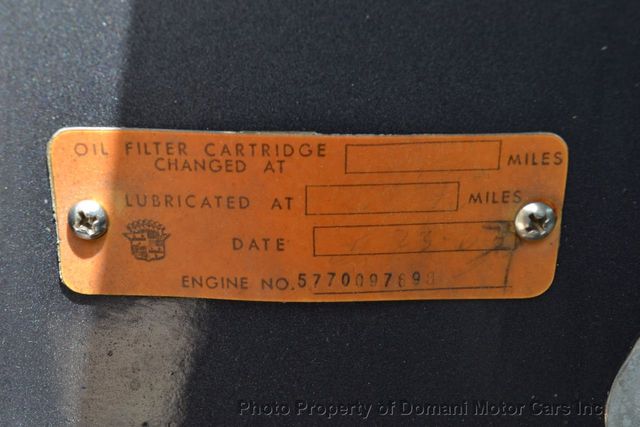 OIL FILTER CARTRIDGE
CHANGED AT MILES
LUBRICATED AT MILES
DATE
ENGINE NO. 5770097698
Photo Property of Domani Motor Cars Inc.